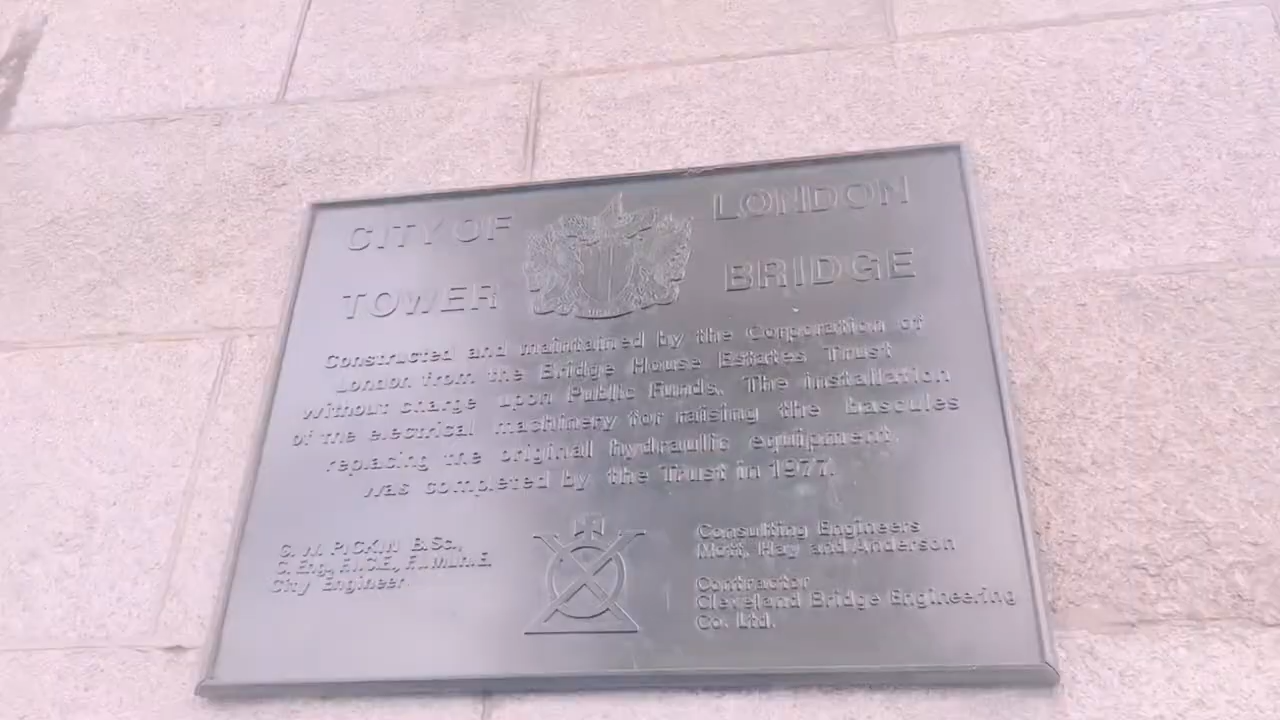 CITY OF LONDON
TOWER BRIDGE
Constructed and maintained by the Corporation of
London from the Bridge House Estates Trust
without charge upon Public Funds. The installation
of the electrical machinery for raising the bascules
replacing the original hydraulic equipment,
was completed by the Trust in 1977.
C. W. PICKIN B.Sc.,
C. Eng., F.I.C.E.,
City Engineer.
Consulting Engineers
Mott, Hay and Anderson
Contractor
Cleveland Bridge Engineering
Co. Ltd.